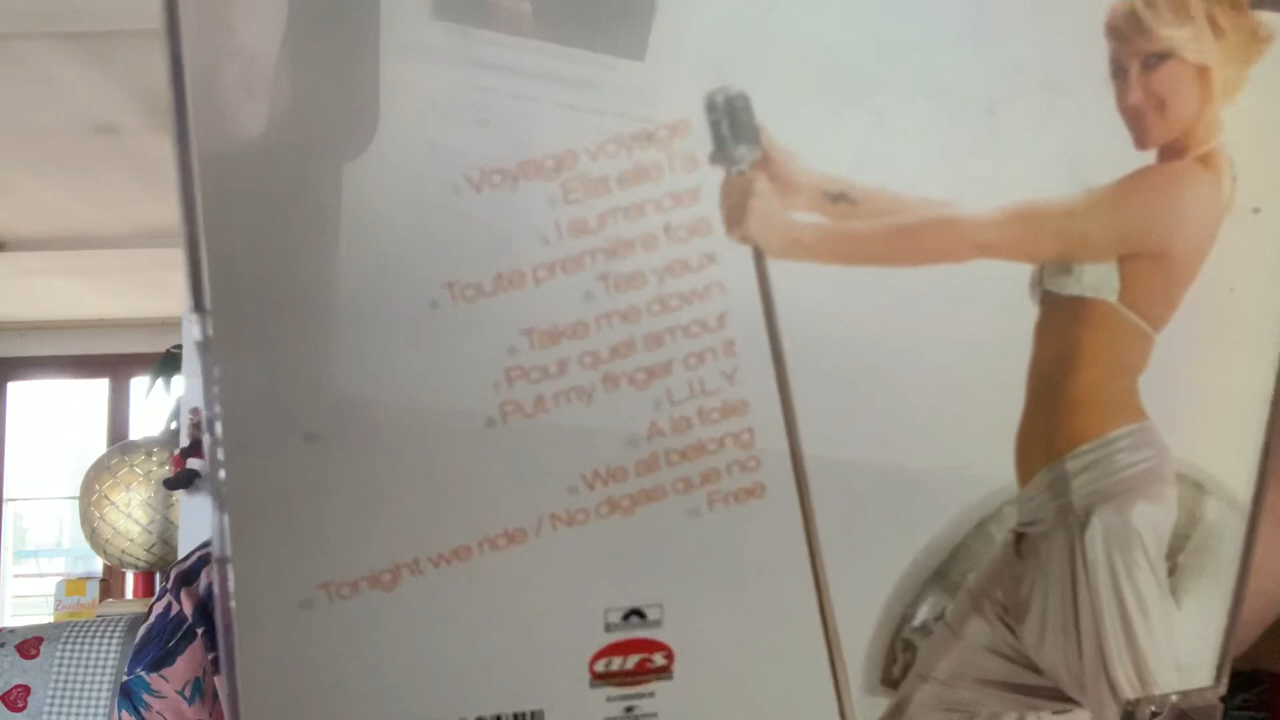 Voyage voyage
Ella elle l'a
I surrender
Toute première fois
Tes yeux
Take me down
Pour quel amour
Put my finger on it
L.I.L.Y.
A la folie
We all belong
Tonight we ride / No digas que no
Free
ars